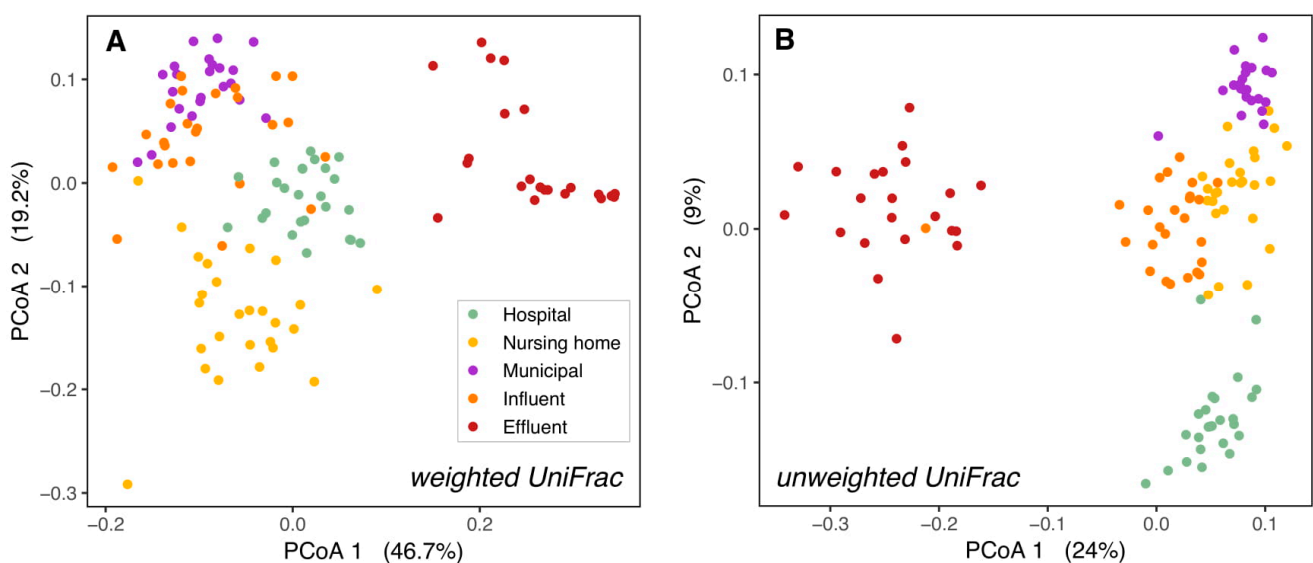 A
0.1
0.0
−0.1
−0.2
−0.3
PCoA 2 (19.2%)
Hospital
Nursing home
Municipal
Influent
Effluent
weighted UniFrac
−0.2
0.0
0.2
PCoA 1 (46.7%)
B
0.1
0.0
−0.1
PCoA 2 (9%)
unweighted UniFrac
−0.3
−0.2
−0.1
0.0
0.1
PCoA 1 (24%)